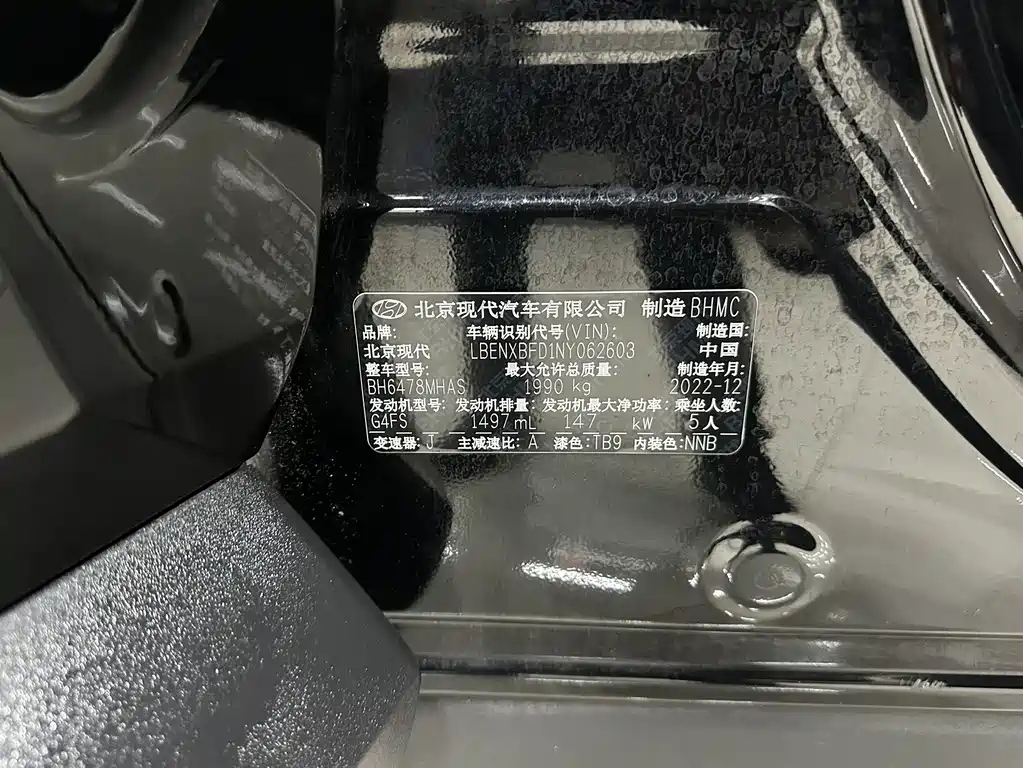 北京现代汽车有限公司 制造 BHMC
品牌: 车辆识别代号(VIN): 制造国:
北京现代 LBENXBFD1NY062603 中国
整车型号: 最大允许总质量: 制造年月:
BH6478MHAS 1990 kg 2022-12
发动机型号: 发动机排量: 发动机最大净功率: 乘坐人数:
G4FS 1497 mL 147 kW 5人
变速器: J 主减速比: A 漆色: TB9 内装色: NNB